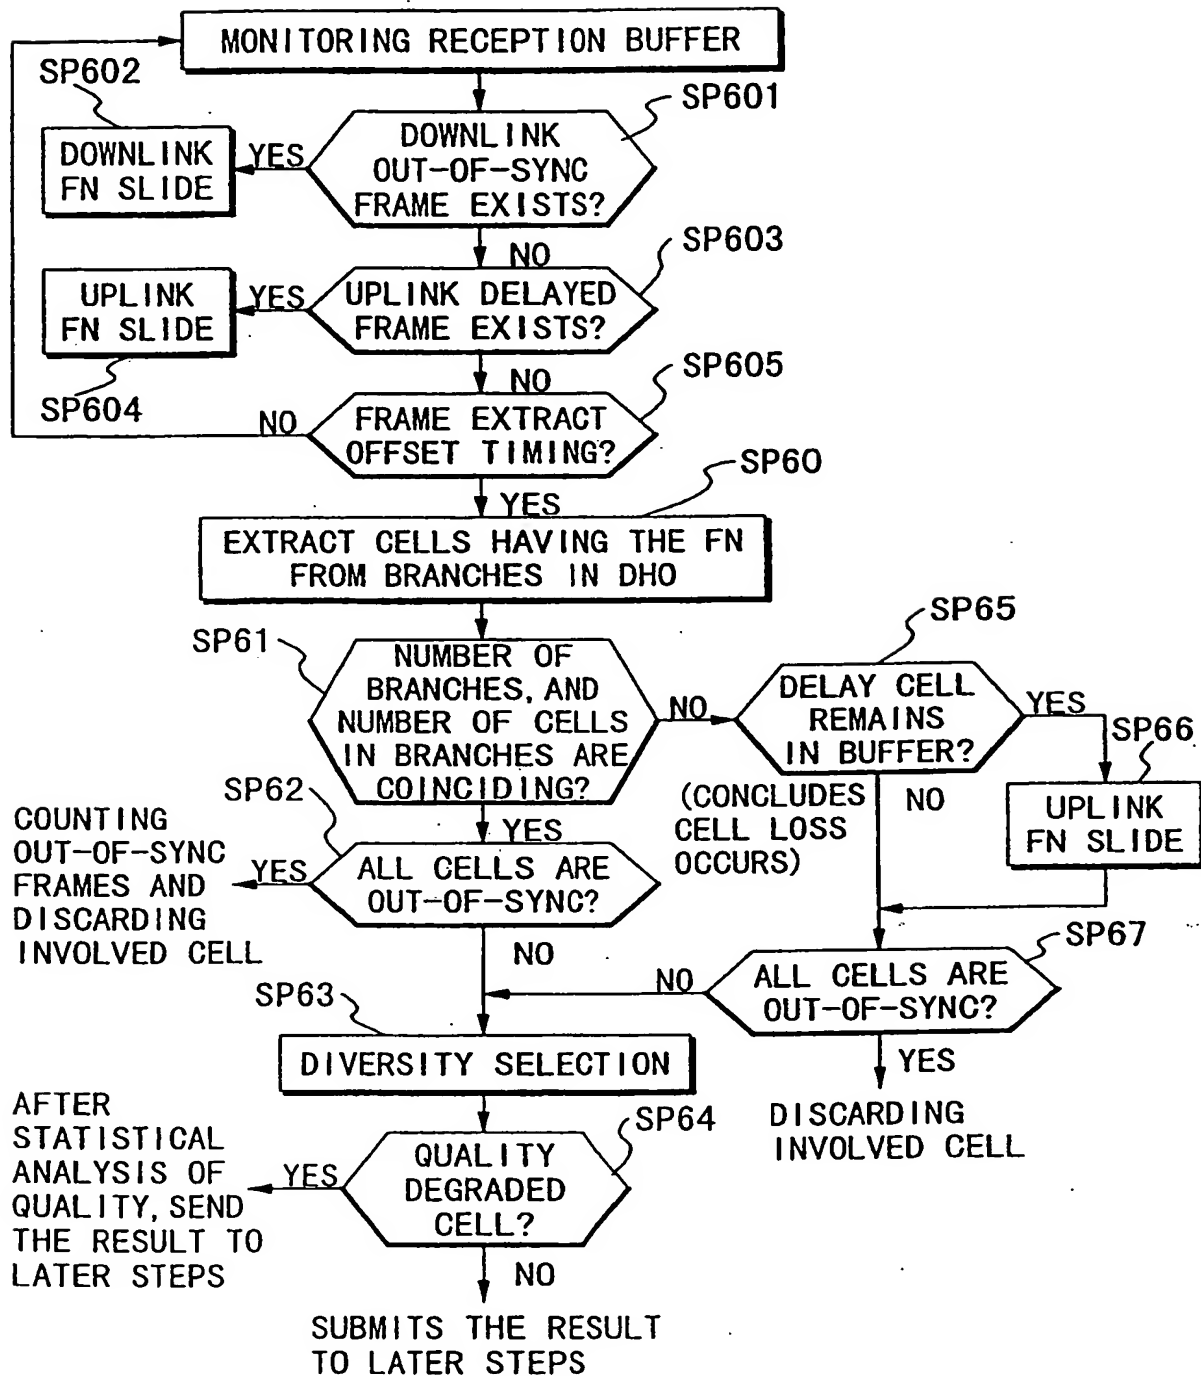 MONITORING RECEPTION BUFFER
SP602
SP601
DOWNLINK
OUT-OF-SYNC
FRAME EXISTS?
YES
DOWNLINK
FN SLIDE
NO
SP603
UPLINK DELAYED
FRAME EXISTS?
YES
UPLINK
FN SLIDE
SP604
NO
SP605
FRAME EXTRACT
OFFSET TIMING?
NO
YES
SP60
EXTRACT CELLS HAVING THE FN
FROM BRANCHES IN DHO
SP61
NUMBER OF
BRANCHES, AND
NUMBER OF CELLS
IN BRANCHES ARE
COINCIDING?
NO
SP65
DELAY CELL
REMAINS
IN BUFFER?
YES
SP66
UPLINK
FN SLIDE
(CONCLUDES
CELL LOSS
OCCURS)
NO
SP62
YES
ALL CELLS ARE
OUT-OF-SYNC?
YES
COUNTING
OUT-OF-SYNC
FRAMES AND
DISCARDING
INVOLVED CELL
NO
SP67
ALL CELLS ARE
OUT-OF-SYNC?
NO
YES
DISCARDING
INVOLVED CELL
SP63
DIVERSITY SELECTION
SP64
QUALITY
DEGRADED
CELL?
YES
AFTER
STATISTICAL
ANALYSIS OF
QUALITY, SEND
THE RESULT TO
LATER STEPS
NO
SUBMITS THE RESULT
TO LATER STEPS